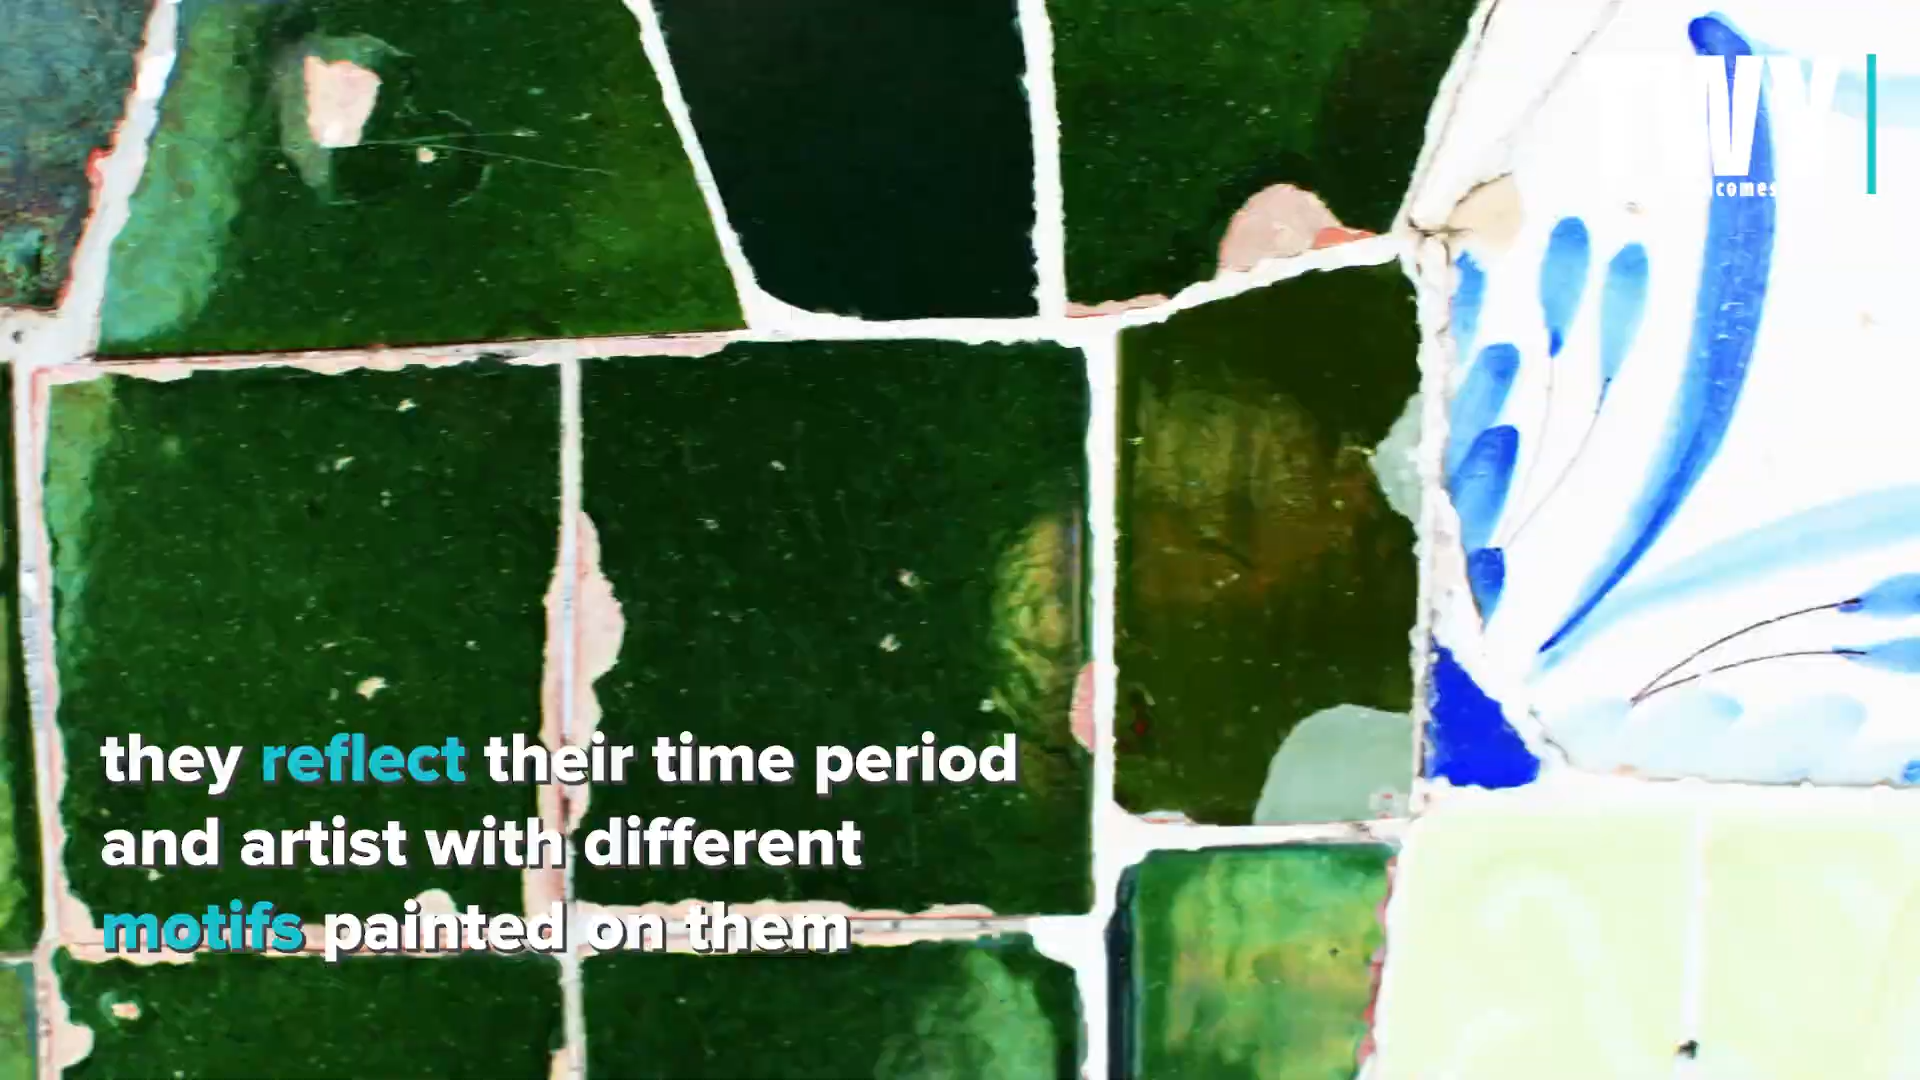 they reflect their time period
and artist with different
motifs painted on them